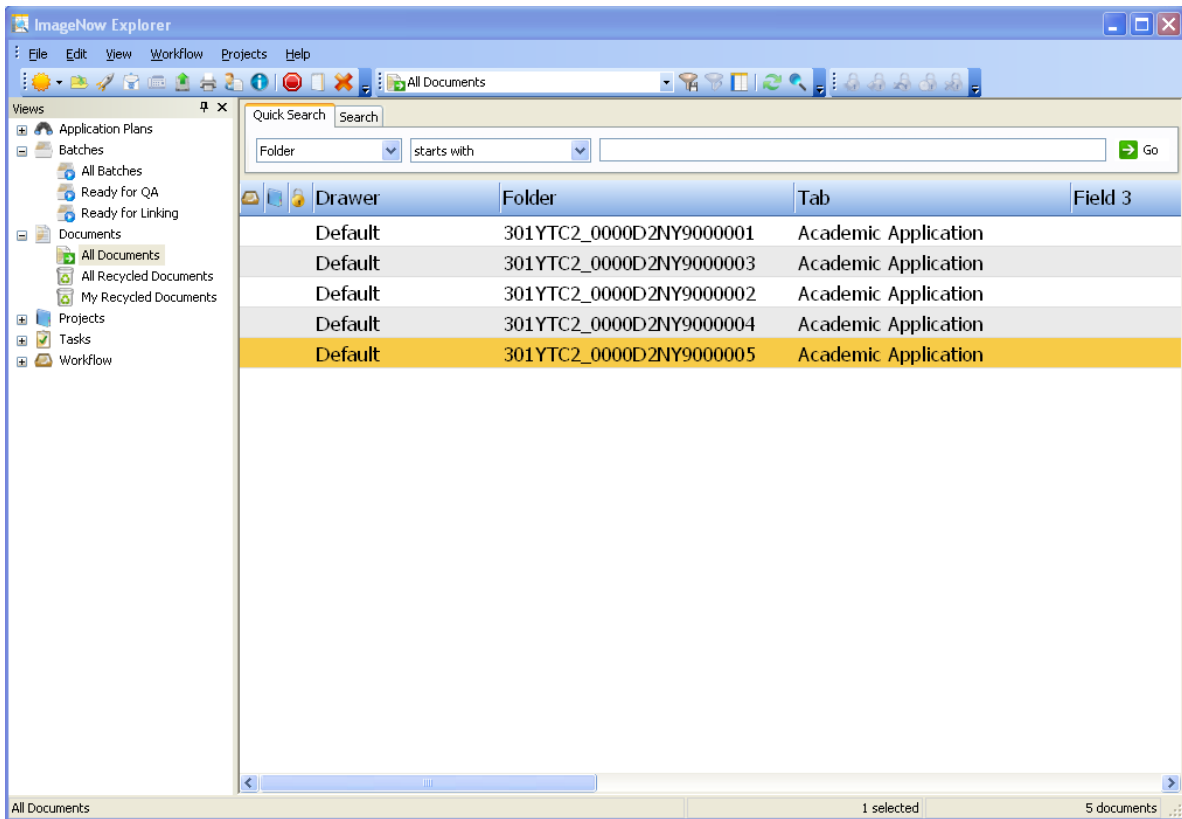 ImageNow Explorer
File Edit View Workflow Projects Help
All Documents
Views
Application Plans
Batches
All Batches
Ready for QA
Ready for Linking
Documents
All Documents
All Recycled Documents
My Recycled Documents
Projects
Tasks
Workflow
Quick Search Search
Folder starts with Go
Drawer Folder Tab Field 3
Default 301YTC2_0000D2NY9000001 Academic Application
Default 301YTC2_0000D2NY9000003 Academic Application
Default 301YTC2_0000D2NY9000002 Academic Application
Default 301YTC2_0000D2NY9000004 Academic Application
Default 301YTC2_0000D2NY9000005 Academic Application
All Documents 1 selected 5 documents